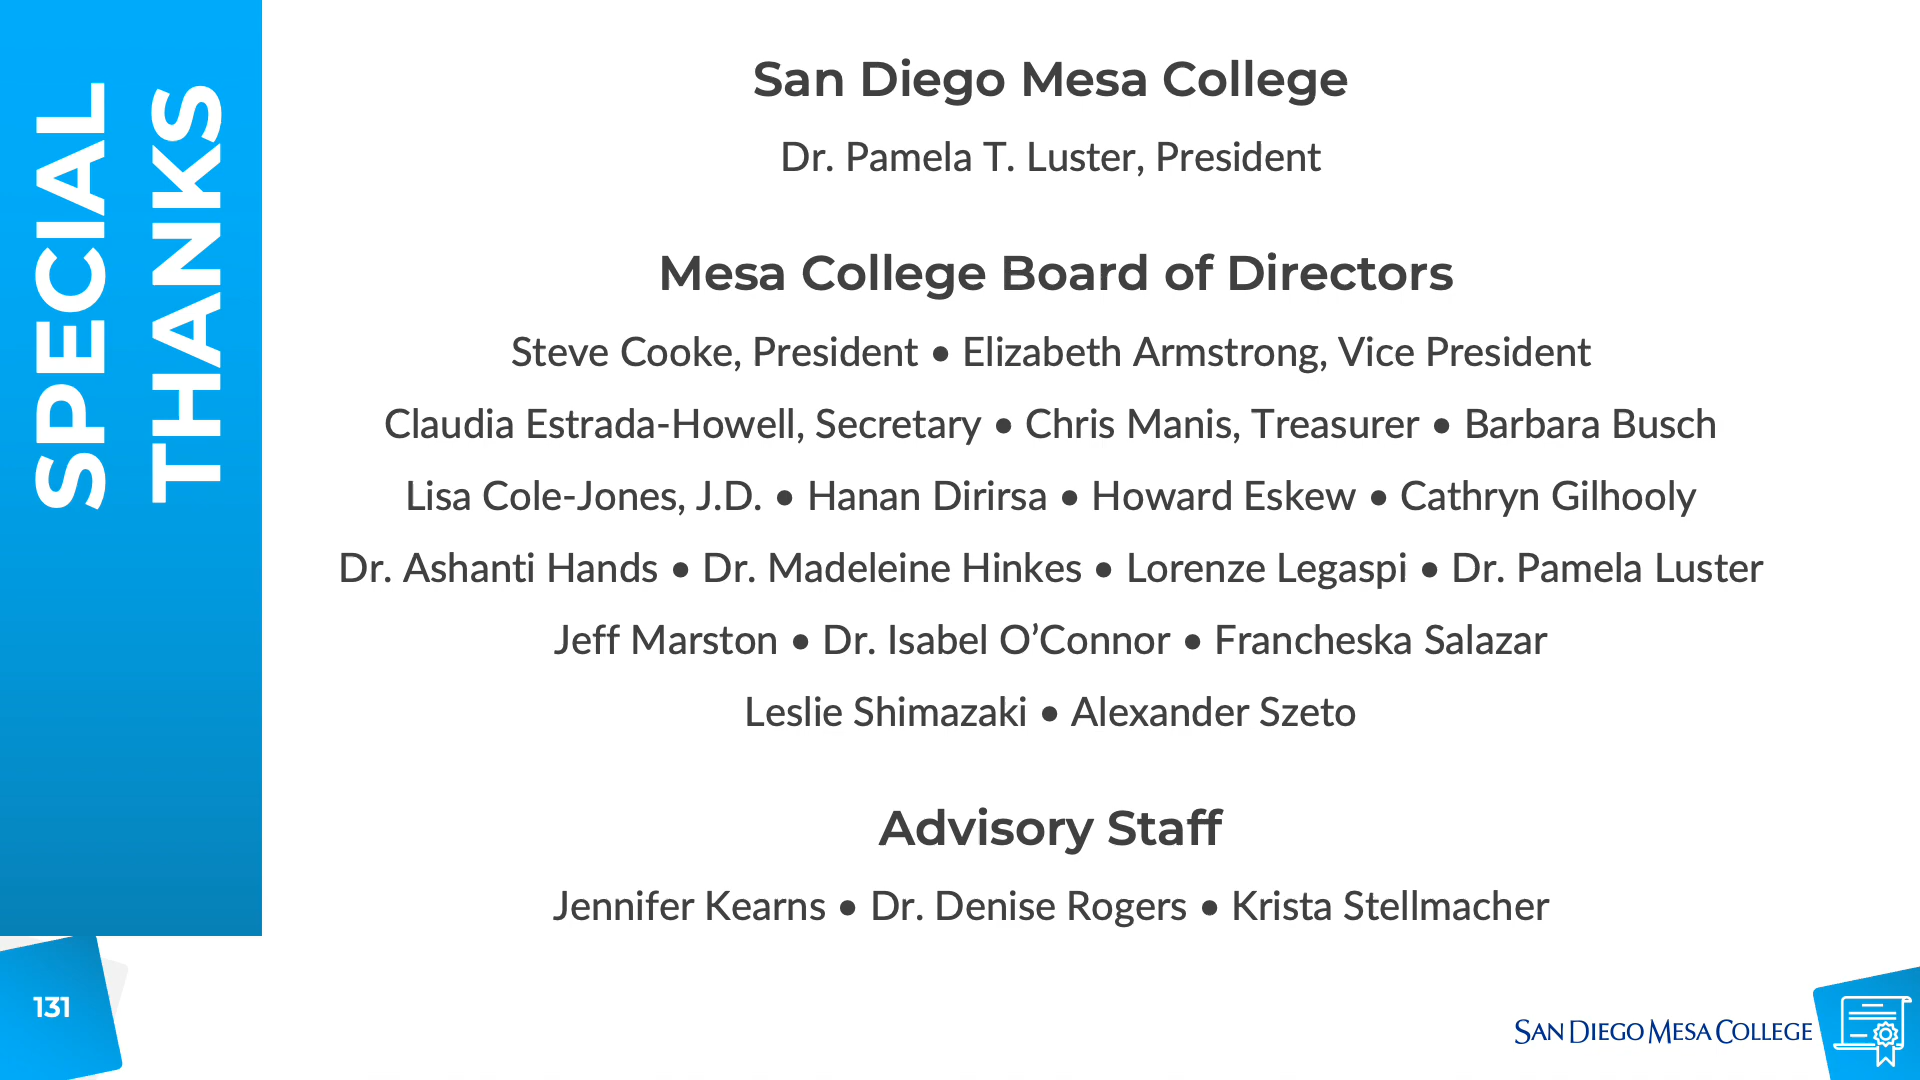 SPECIAL
THANKS
San Diego Mesa College
Dr. Pamela T. Luster, President
Mesa College Board of Directors
Steve Cooke, President • Elizabeth Armstrong, Vice President
Claudia Estrada-Howell, Secretary • Chris Manis, Treasurer • Barbara Busch
Lisa Cole-Jones, J.D. • Hanan Dirirsa • Howard Eskew • Cathryn Gilhooly
Dr. Ashanti Hands • Dr. Madeleine Hinkes • Lorenze Legaspi • Dr. Pamela Luster
Jeff Marston • Dr. Isabel O’Connor • Francheska Salazar
Leslie Shimazaki • Alexander Szeto
Advisory Staff
Jennifer Kearns • Dr. Denise Rogers • Krista Stellmacher
131
SAN DIEGO MESA COLLEGE